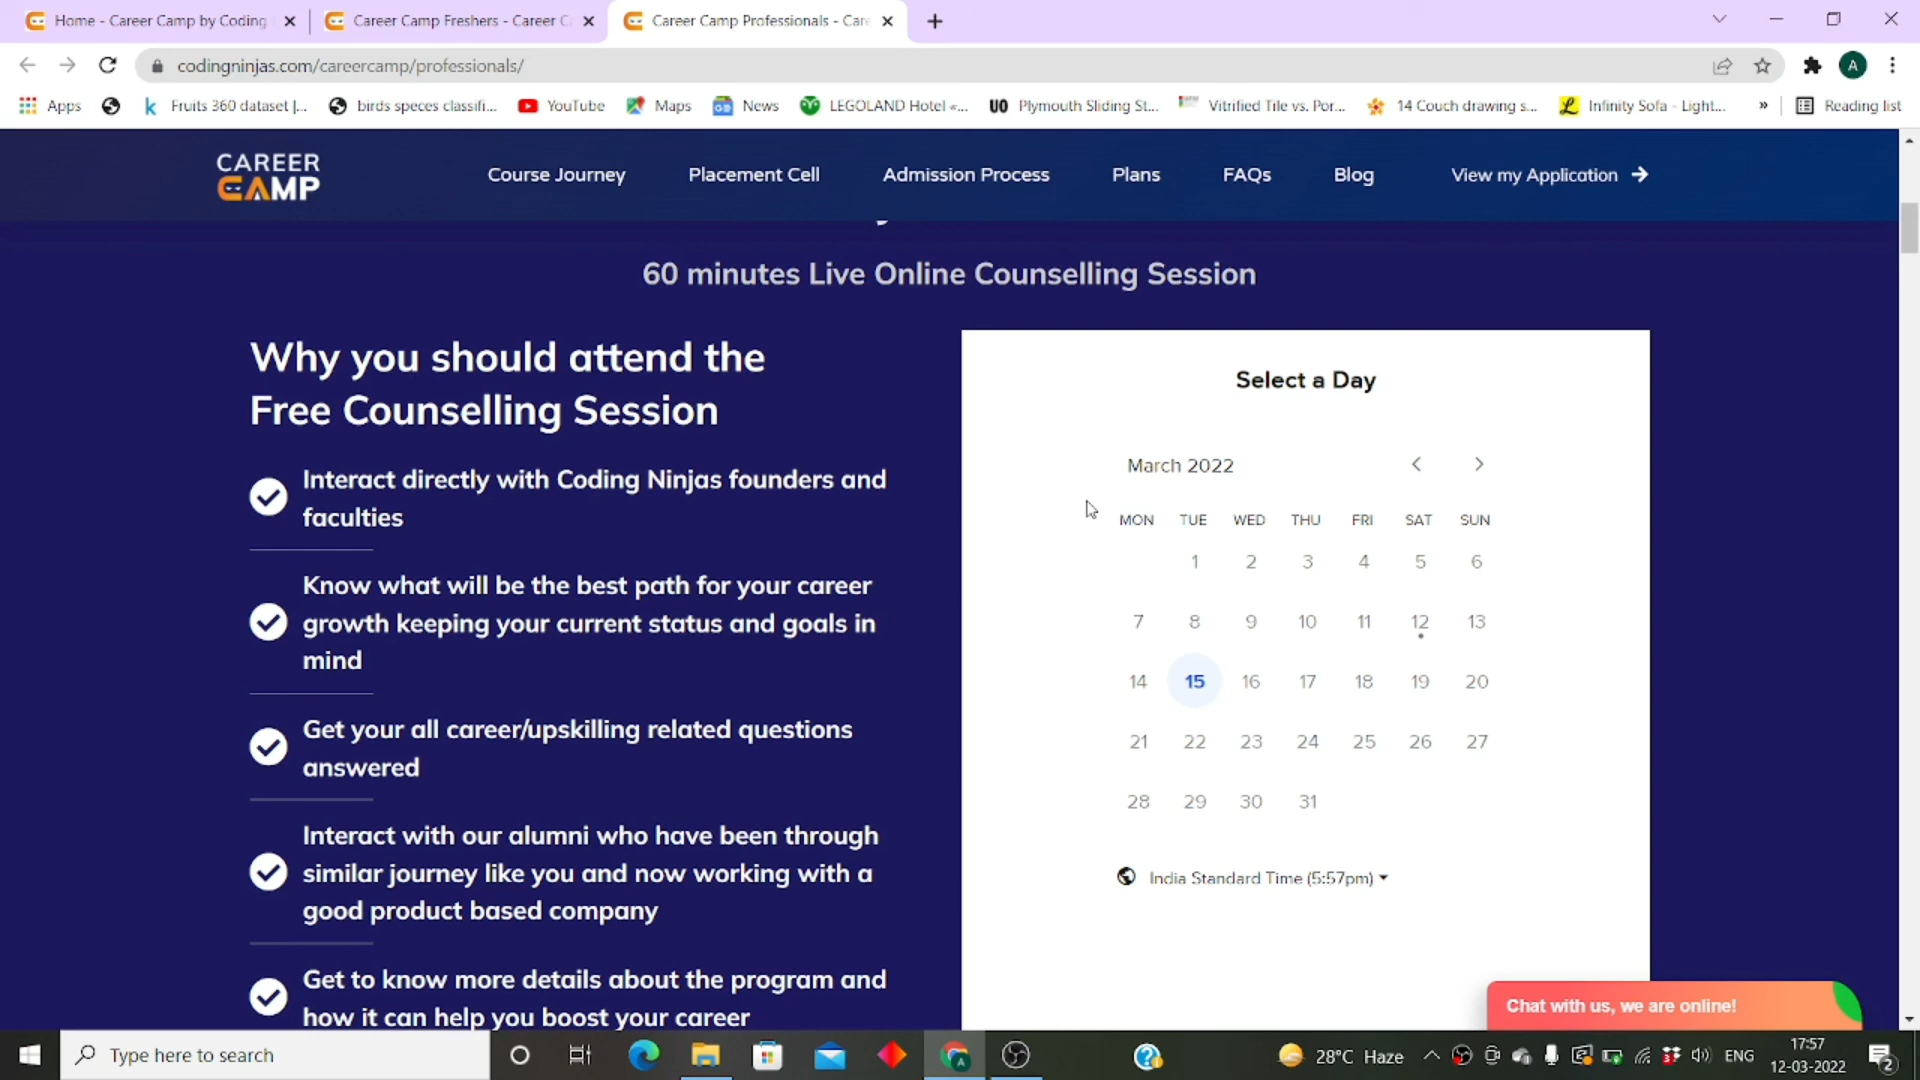 Home - Career Camp by Coding
Career Camp Freshers - Career C
Career Camp Professionals - Care
codingninjas.com/careercamp/professionals/
A
Apps
Fruits 360 dataset |...
birds speces classifi...
YouTube
Maps
News
LEGOLAND Hotel «...
UO Plymouth Sliding St...
Vitrified Tile vs. Por...
14 Couch drawing s...
Infinity Sofa - Light...
»
Reading list
CAREER
CAMP
Course Journey
Placement Cell
Admission Process
Plans
FAQs
Blog
View my Application →
60 minutes Live Online Counselling Session
Why you should attend the
Free Counselling Session
Interact directly with Coding Ninjas founders and
faculties
Know what will be the best path for your career
growth keeping your current status and goals in
mind
Get your all career/upskilling related questions
answered
Interact with our alumni who have been through
similar journey like you and now working with a
good product based company
Get to know more details about the program and
how it can help you boost your career
Select a Day
March 2022
MON TUE WED THU FRI SAT SUN
1 2 3 4 5 6
7 8 9 10 11 12 13
14 15 16 17 18 19 20
21 22 23 24 25 26 27
28 29 30 31
India Standard Time (5:57pm)
Chat with us, we are online!
Type here to search
28°C Haze
ENG
17:57
12-03-2022
2